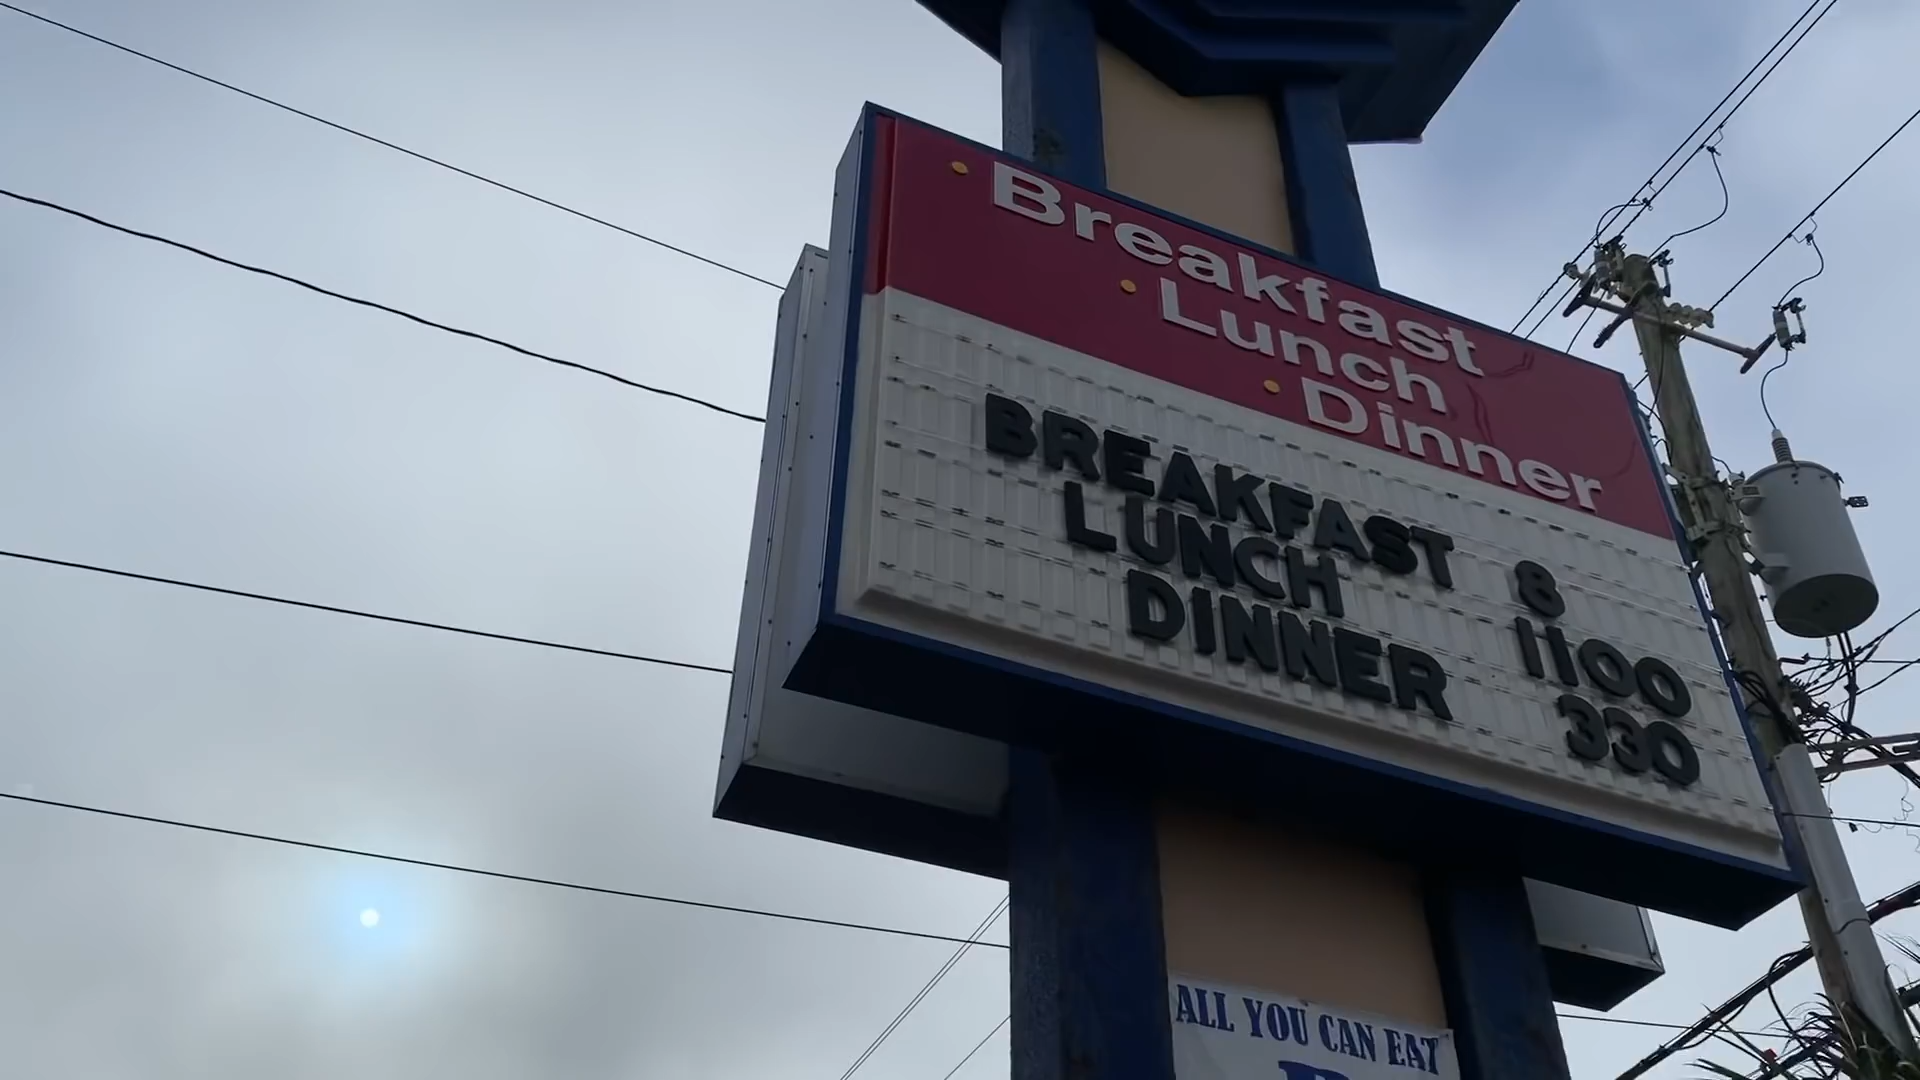 • Breakfast
• Lunch
• Dinner
BREAKFAST 8
LUNCH 1100
DINNER 330
ALL YOU CAN EAT